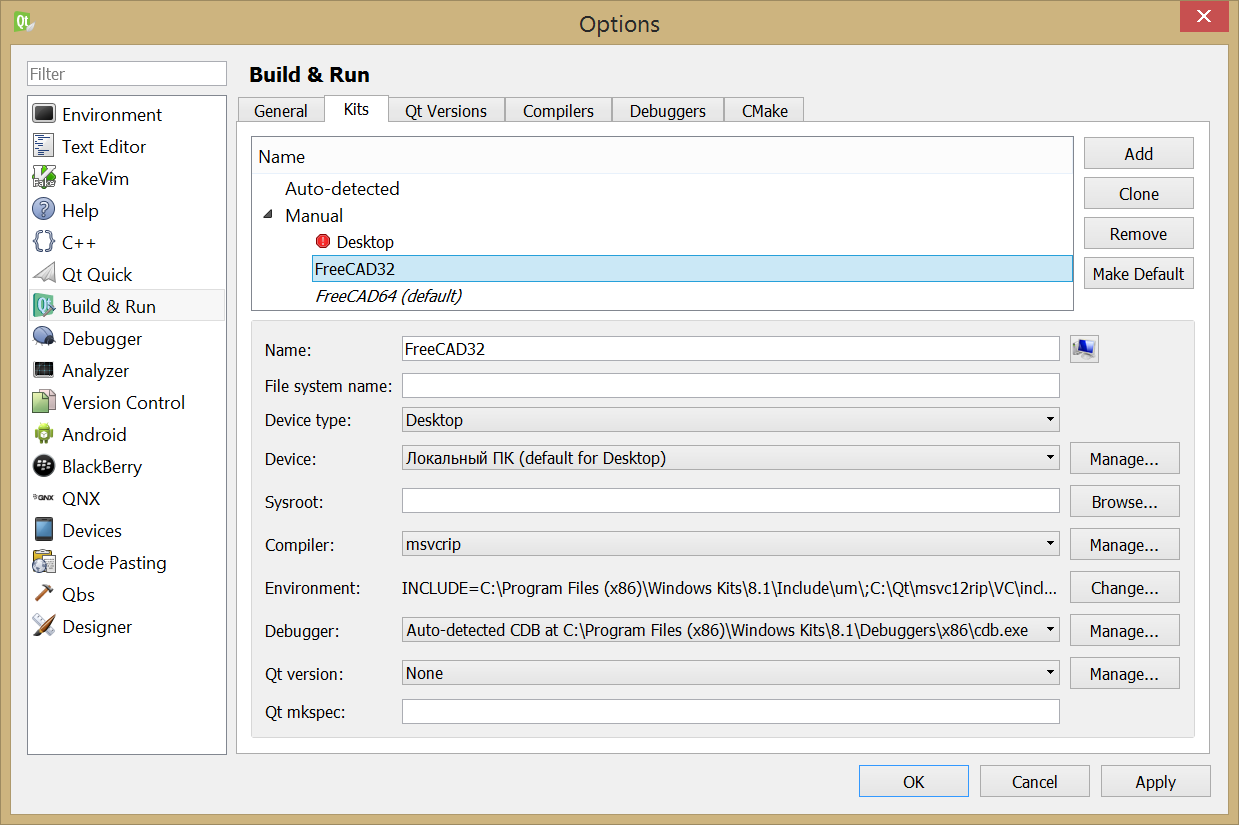 Qt
Options
Filter
Environment
Text Editor
FakeVim
Help
C++
Qt Quick
Build & Run
Debugger
Analyzer
Version Control
Android
BlackBerry
QNX
Devices
Code Pasting
Qbs
Designer
Build & Run
General Kits Qt Versions Compilers Debuggers CMake
Name
Auto-detected
Manual
Desktop
FreeCAD32
FreeCAD64 (default)
Add
Clone
Remove
Make Default
Name: FreeCAD32
File system name:
Device type: Desktop
Device: Локальный ПК (default for Desktop) Manage...
Sysroot: Browse...
Compiler: msvcrip Manage...
Environment: INCLUDE=C:\Program Files (x86)\Windows Kits\8.1\Include\um\;C:\Qt\msvc12rip\VC\incl... Change...
Debugger: Auto-detected CDB at C:\Program Files (x86)\Windows Kits\8.1\Debuggers\x86\cdb.exe Manage...
Qt version: None Manage...
Qt mkspec:
OK Cancel Apply